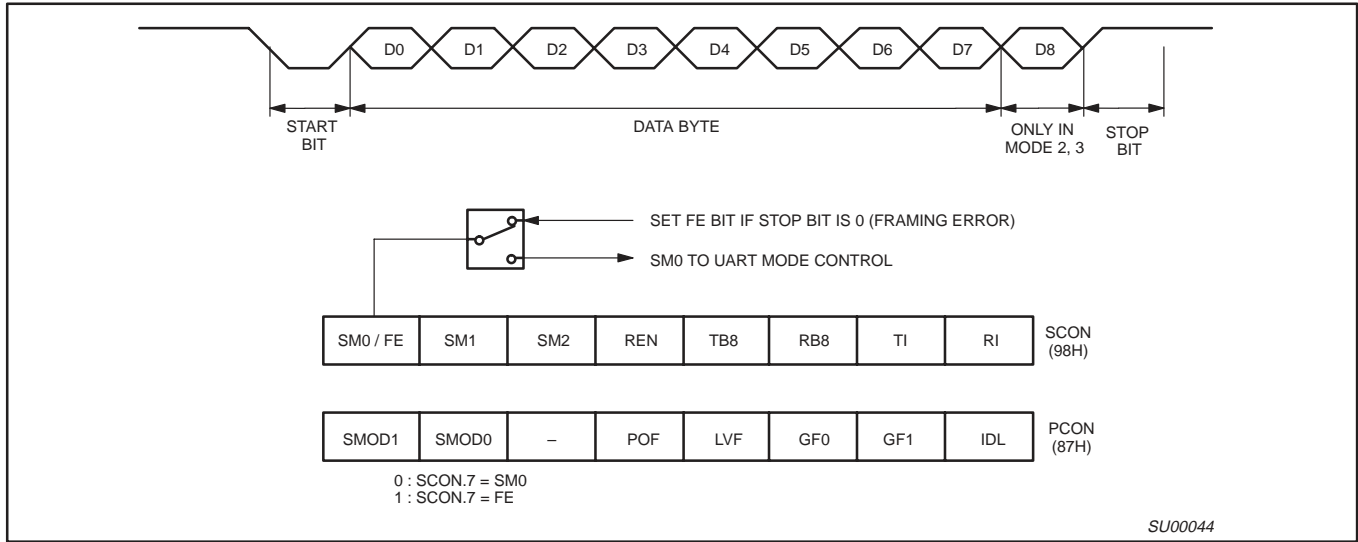 D0 D1 D2 D3 D4 D5 D6 D7 D8
START
BIT
DATA BYTE
ONLY IN
MODE 2, 3
STOP
BIT
SET FE BIT IF STOP BIT IS 0 (FRAMING ERROR)
SM0 TO UART MODE CONTROL
SM0 / FE SM1 SM2 REN TB8 RB8 TI RI
SCON
(98H)
SMOD1 SMOD0 – POF LVF GF0 GF1 IDL
PCON
(87H)
0 : SCON.7 = SM0
1 : SCON.7 = FE
SU00044